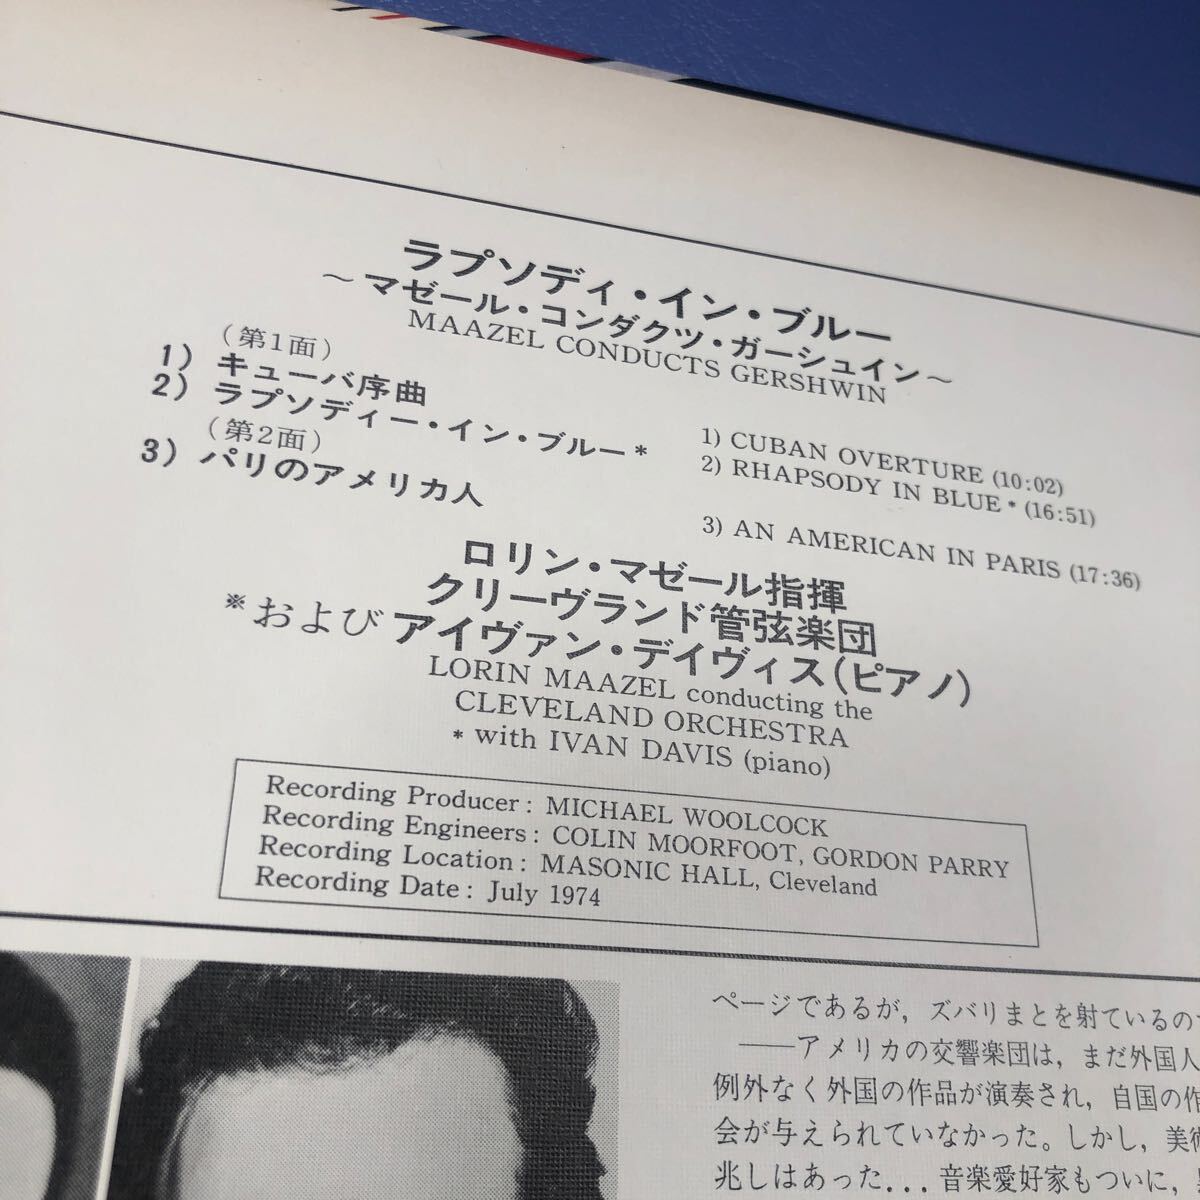 ラプソディ・イン・ブルー
～マゼール・コンダクツ・ガーシュイン～
MAAZEL CONDUCTS GERSHWIN
(第1面)
1) キューバ序曲
2) ラプソディー・イン・ブルー*
(第2面)
3) パリのアメリカ人
1) CUBAN OVERTURE (10:02)
2) RHAPSODY IN BLUE * (16:51)
3) AN AMERICAN IN PARIS (17:36)
ロリン・マゼール指揮
クリーヴランド管弦楽団
※および アイヴァン・デイヴィス(ピアノ)
LORIN MAAZEL conducting the
CLEVELAND ORCHESTRA
* with IVAN DAVIS (piano)
Recording Producer: MICHAEL WOOLCOCK
Recording Engineers: COLIN MOORFOOT, GORDON PARRY
Recording Location: MASONIC HALL, Cleveland
Recording Date: July 1974
ページであるが，ズバリまとを射ているの
――アメリカの交響楽団は，まだ外国人
例外なく外国の作品が演奏され，自国の作
会が与えられていなかった。しかし，美術
兆しはあった... 音楽愛好家もついに，